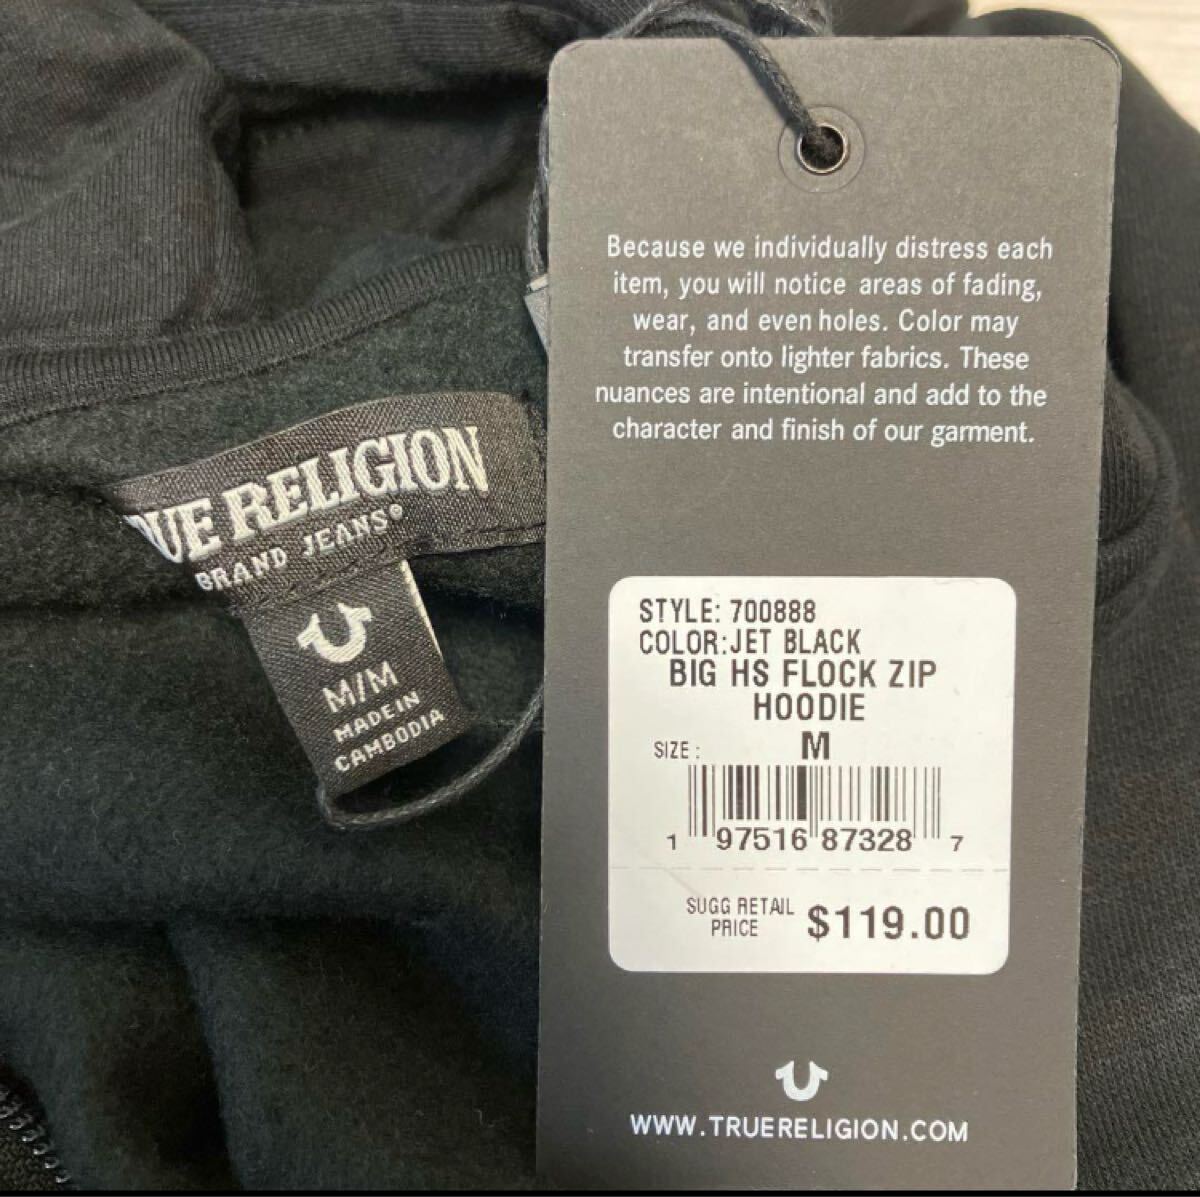 Because we individually distress each
item, you will notice areas of fading,
wear, and even holes. Color may
transfer onto lighter fabrics. These
nuances are intentional and add to the
character and finish of our garment.
RUE RELIGION
BRAND JEANS®
M/M
MADE IN
CAMBODIA
STYLE: 700888
COLOR:JET BLACK
BIG HS FLOCK ZIP
HOODIE
SIZE: M
1 97516 87328 7
SUGG RETAIL
PRICE $119.00
WWW.TRUERELIGION.COM